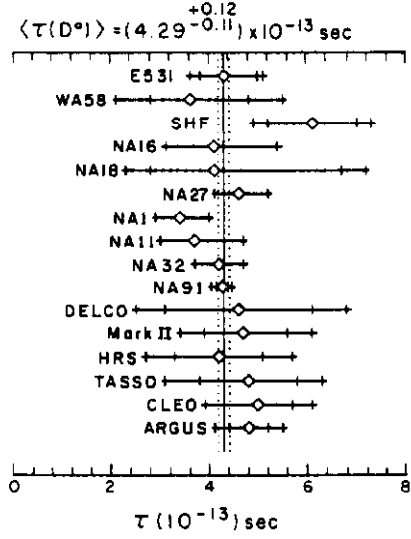 +0.12
⟨τ(D°)⟩ = (4.29 -0.11) x 10⁻¹³ sec
E531
WA58
SHF
NA16
NA18
NA27
NA1
NA11
NA32
NA91
DELCO
Mark II
HRS
TASSO
CLEO
ARGUS
0 2 4 6 8
τ (10⁻¹³) sec